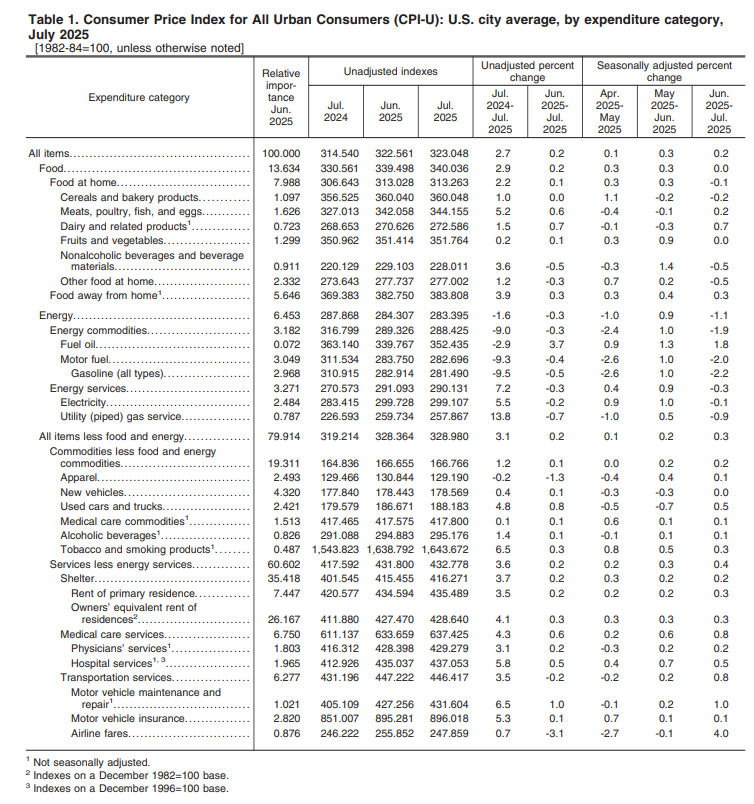 Table 1. Consumer Price Index for All Urban Consumers (CPI-U): U.S. city average, by expenditure category,
July 2025
[1982-84=100, unless otherwise noted]
Expenditure category
Relative
impor-
tance
Jun.
2025
Unadjusted indexes
Unadjusted percent
change
Seasonally adjusted percent
change
Jul.
2024
Jun.
2025
Jul.
2025
Jul.
2024-
Jul.
2025
Jun.
2025-
Jul.
2025
Apr.
2025-
May
2025
May
2025-
Jun.
2025
Jun.
2025-
Jul.
2025
All items 100.000 314.540 322.561 323.048 2.7 0.2 0.1 0.3 0.2
Food 13.634 330.561 339.498 340.036 2.9 0.2 0.3 0.3 0.0
Food at home 7.988 306.643 313.028 313.263 2.2 0.1 0.3 0.3 -0.1
Cereals and bakery products 1.097 356.525 360.040 360.048 1.0 0.0 1.1 -0.2 -0.2
Meats, poultry, fish, and eggs 1.626 327.013 342.058 344.155 5.2 0.6 -0.4 -0.1 0.2
Dairy and related products¹ 0.723 268.653 270.626 272.586 1.5 0.7 -0.1 -0.3 0.7
Fruits and vegetables 1.299 350.962 351.414 351.764 0.2 0.1 0.3 0.9 0.0
Nonalcoholic beverages and beverage
materials 0.911 220.129 229.103 228.011 3.6 -0.5 -0.3 1.4 -0.5
Other food at home 2.332 273.643 277.737 277.002 1.2 -0.3 0.7 0.2 -0.5
Food away from home¹ 5.646 369.383 382.750 383.808 3.9 0.3 0.3 0.4 0.3
Energy 6.453 287.868 284.307 283.395 -1.6 -0.3 -1.0 0.9 -1.1
Energy commodities 3.182 316.799 289.326 288.425 -9.0 -0.3 -2.4 1.0 -1.9
Fuel oil 0.072 363.140 339.767 352.435 -2.9 3.7 0.9 1.3 1.8
Motor fuel 3.049 311.534 283.750 282.696 -9.3 -0.4 -2.6 1.0 -2.0
Gasoline (all types) 2.968 310.915 282.914 281.490 -9.5 -0.5 -2.6 1.0 -2.2
Energy services 3.271 270.573 291.093 290.131 7.2 -0.3 0.4 0.9 -0.3
Electricity 2.484 283.415 299.728 299.107 5.5 -0.2 0.9 1.0 -0.1
Utility (piped) gas service 0.787 226.593 259.734 257.867 13.8 -0.7 -1.0 0.5 -0.9
All items less food and energy 79.914 319.214 328.364 328.980 3.1 0.2 0.1 0.2 0.3
Commodities less food and energy
commodities 19.311 164.836 166.655 166.766 1.2 0.1 0.0 0.2 0.2
Apparel 2.493 129.466 130.844 129.190 -0.2 -1.3 -0.4 0.4 0.1
New vehicles 4.320 177.840 178.443 178.569 0.4 0.1 -0.3 -0.3 0.0
Used cars and trucks 2.421 179.579 186.671 188.183 4.8 0.8 -0.5 -0.7 0.5
Medical care commodities¹ 1.513 417.465 417.575 417.800 0.1 0.1 0.6 0.1 0.1
Alcoholic beverages¹ 0.826 291.088 294.883 295.176 1.4 0.1 -0.1 0.1 0.1
Tobacco and smoking products¹ 0.487 1,543.823 1,638.792 1,643.672 6.5 0.3 0.8 0.5 0.3
Services less energy services 60.602 417.592 431.800 432.778 3.6 0.2 0.2 0.3 0.4
Shelter 35.418 401.545 415.455 416.271 3.7 0.2 0.3 0.2 0.2
Rent of primary residence 7.447 420.577 434.594 435.489 3.5 0.2 0.2 0.2 0.3
Owners' equivalent rent of
residences² 26.167 411.880 427.470 428.640 4.1 0.3 0.3 0.3 0.3
Medical care services 6.750 611.137 633.659 637.425 4.3 0.6 0.2 0.6 0.8
Physicians' services¹ 1.803 416.312 428.398 429.279 3.1 0.2 -0.3 0.2 0.2
Hospital services¹, ³ 1.965 412.926 435.037 437.053 5.8 0.5 0.4 0.7 0.5
Transportation services 6.277 431.196 447.222 446.417 3.5 -0.2 -0.2 0.2 0.8
Motor vehicle maintenance and
repair¹ 1.021 405.109 427.256 431.604 6.5 1.0 -0.1 0.2 1.0
Motor vehicle insurance 2.820 851.007 895.281 896.018 5.3 0.1 0.7 0.1 0.1
Airline fares 0.876 246.222 255.852 247.859 0.7 -3.1 -2.7 -0.1 4.0
¹ Not seasonally adjusted.
² Indexes on a December 1982=100 base.
³ Indexes on a December 1996=100 base.